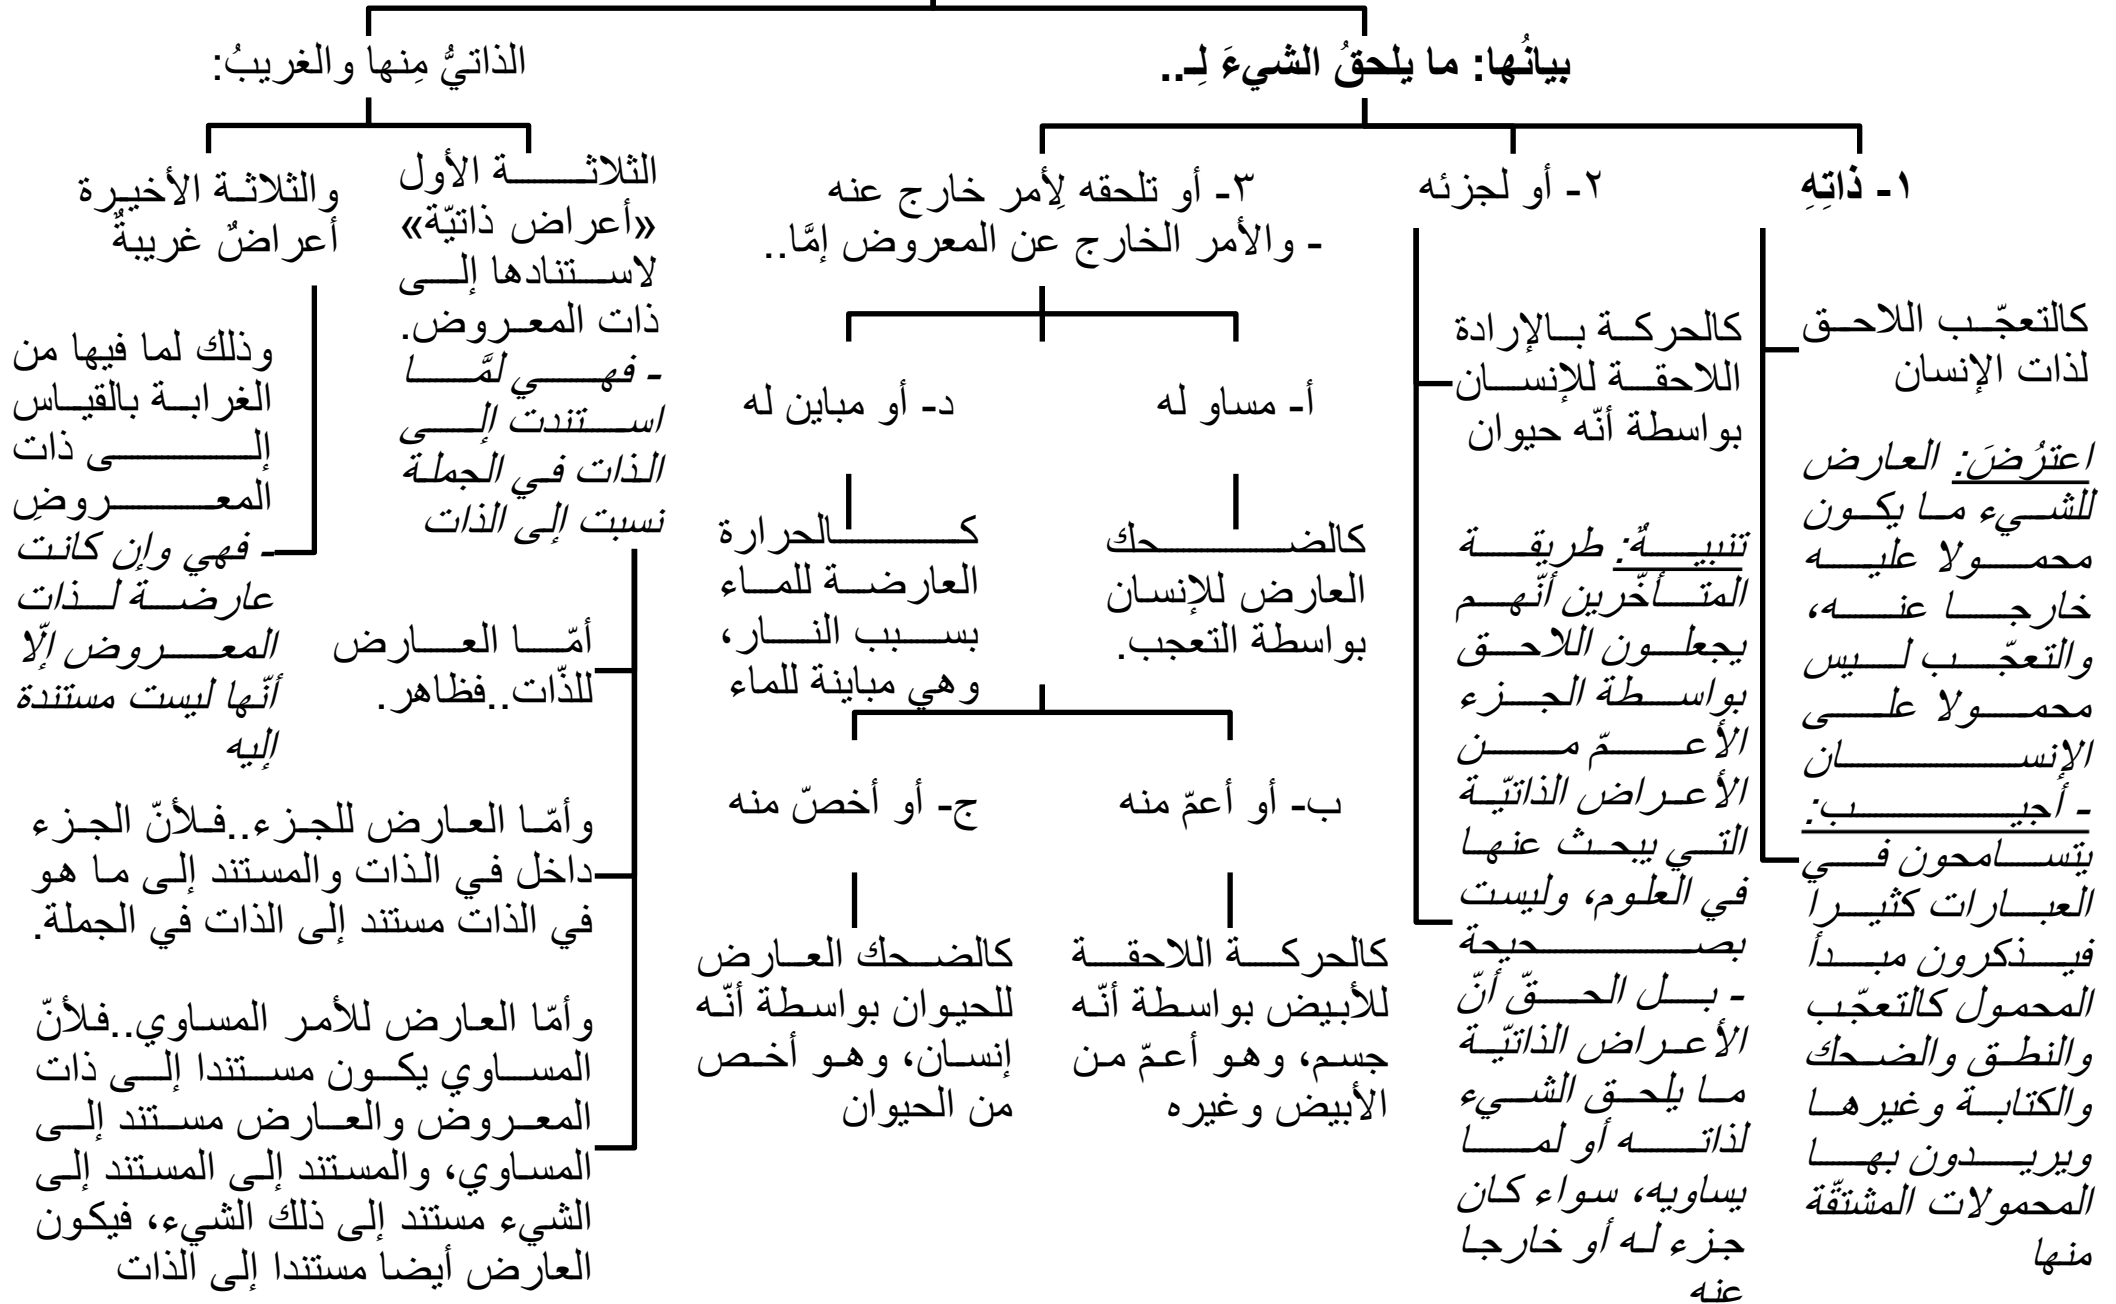 بيانُها: ما يلحقُ الشيءَ لِـ..
١- ذاتِهِ
كالتعجّب اللاحق
لذات الإنسان
اعترُضَ: العارض
للشيء ما يكون
محمولا عليه
خارجا عنه،
والتعجّب ليس
محمولا على
الإنسان
- أجيب:
يتسامحون في
العبارات كثيرا
فيذكرون مبدأ
المحمول كالتعجّب
والنطق والضحك
والكتابة وغيرها
ويريدون بها
المحمولات المشتقّة
منها
٢- أو لجزئه
كالحركة بالإرادة
اللاحقة للإنسان
بواسطة أنّه حيوان
تنبيهٌ: طريقة
المتأخّرين أنّهم
يجعلون اللاحق
بواسطة الجزء
الأعمّ من
الأعراض الذاتيّة
التي يبحث عنها
في العلوم، وليست
بصحيحة
- بل الحقّ أنّ
الأعراض الذاتيّة
ما يلحق الشيء
لذاته أو لما
يساويه، سواء كان
جزء له أو خارجا
عنه
٣- أو تلحقه لِأمر خارج عنه
- والأمر الخارج عن المعروض إمَّا..
أ- مساو له
كالضحك
العارض للإنسان
بواسطة التعجب.
ب- أو أعمّ منه
كالحركة اللاحقة
للأبيض بواسطة أنّه
جسم، وهو أعمّ من
الأبيض وغيره
ج- أو أخصّ منه
كالضحك العارض
للحيوان بواسطة أنّه
إنسان، وهو أخص
من الحيوان
د- أو مباين له
كالحرارة
العارضة للماء
بسبب النار،
وهي مباينة للماء
الذاتيُّ مِنها والغريبُ:
الثلاثة الأول
«أعراض ذاتيّة»
لاستنادها إلى
ذات المعروض.
- فهي لمَّا
استندت إلى
الذات في الجملة
نسبت إلى الذات
أمّا العارض
للذّات..فظاهر.
وأمّا العارض للجزء..فلأنّ الجزء
داخل في الذات والمستند إلى ما هو
في الذات مستند إلى الذات في الجملة.
وأمّا العارض للأمر المساوي..فلأنّ
المساوي يكون مستندا إلى ذات
المعروض والعارض مستند إلى
المساوي، والمستند إلى المستند إلى
الشيء مستند إلى ذلك الشيء، فيكون
العارض أيضا مستندا إلى الذات
والثلاثة الأخيرة
أعراضٌ غريبةٌ
وذلك لما فيها من
الغرابة بالقياس
إلى ذات
المعروضِ
- فهي وإن كانت
عارضة لذات
المعروض إلّا
أنّها ليست مستندة
إليه